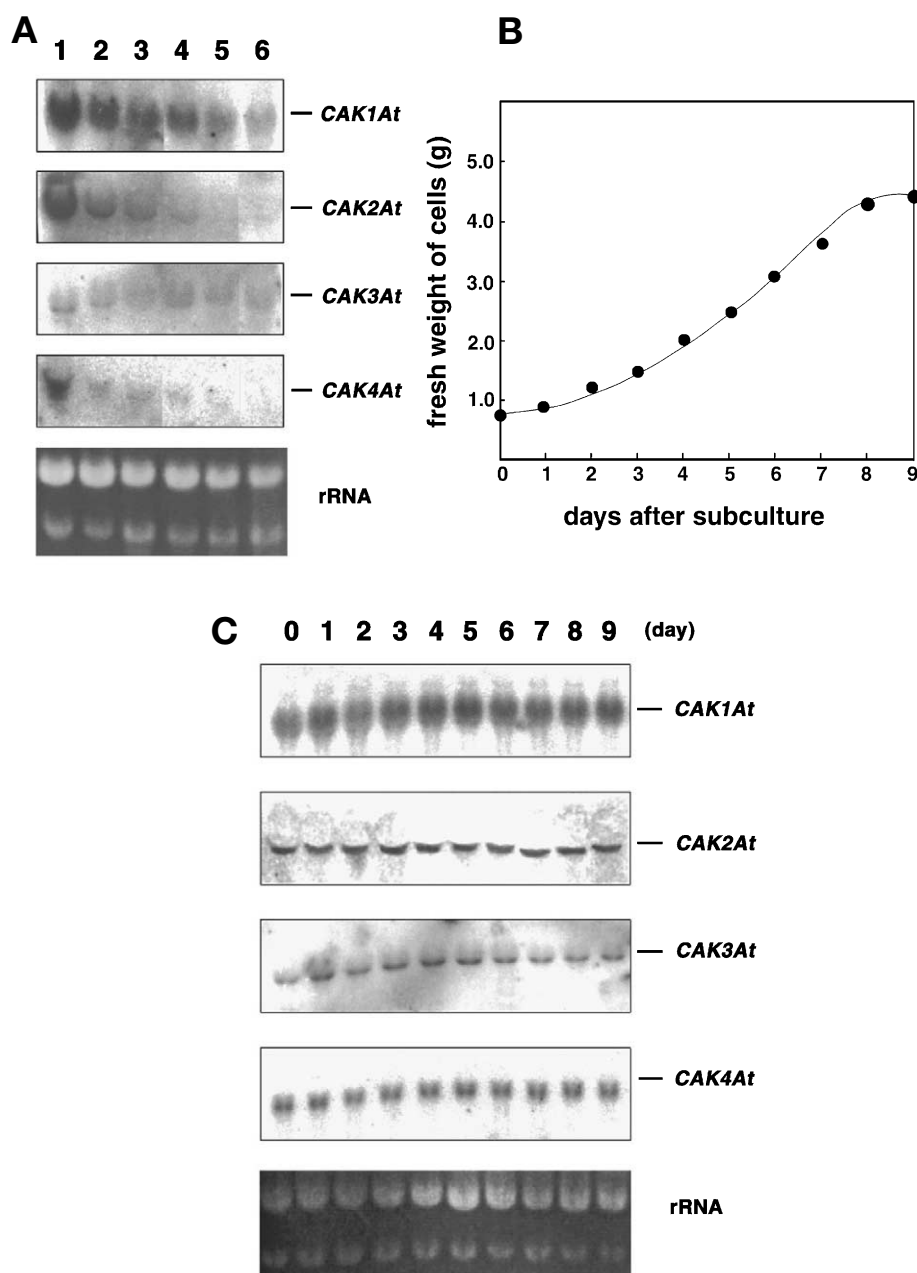 A
1 2 3 4 5 6
CAK1At
CAK2At
CAK3At
CAK4At
rRNA
B
fresh weight of cells (g)
5.0
4.0
3.0
2.0
1.0
0 1 2 3 4 5 6 7 8 9
days after subculture
C
0 1 2 3 4 5 6 7 8 9 (day)
CAK1At
CAK2At
CAK3At
CAK4At
rRNA